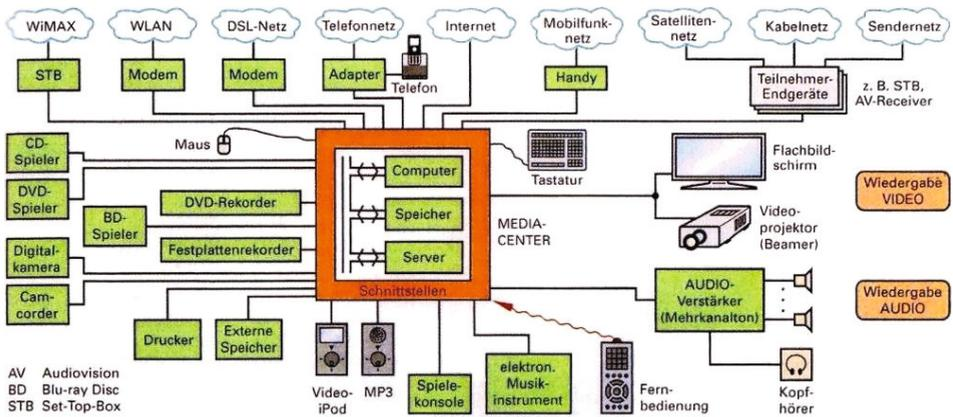 WiMAX
WLAN
DSL-Netz
Telefonnetz
Internet
Mobilfunk-
netz
Satelliten-
netz
Kabelnetz
Sendernetz
STB
Modem
Modem
Adapter
Telefon
Handy
Teilnehmer-
Endgeräte
z. B. STB,
AV-Receiver
Maus
Tastatur
CD-
Spieler
DVD-
Spieler
BD-
Spieler
DVD-Rekorder
Festplattenrekorder
Digital-
kamera
Cam-
corder
Computer
Speicher
Server
Schnittstellen
MEDIA-
CENTER
Flachbild-
schirm
Video-
projektor
(Beamer)
Wiedergabe
VIDEO
AUDIO-
Verstärker
(Mehrkanalton)
Wiedergabe
AUDIO
Drucker
Externe
Speicher
Video-
iPod
MP3
Spiele-
konsole
elektron.
Musik-
instrument
Fern-
bedienung
Kopf-
hörer
AV Audiovision
BD Blu-ray Disc
STB Set-Top-Box